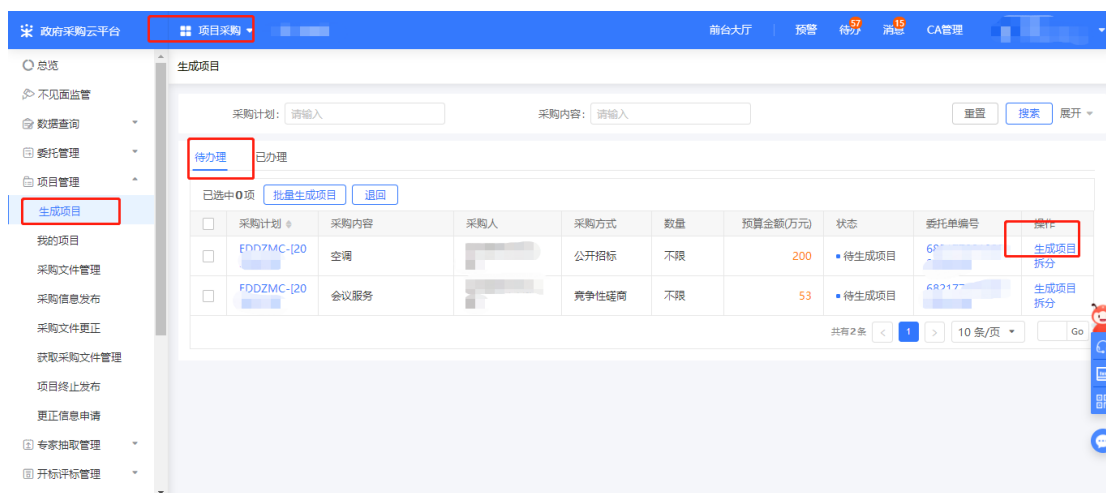 政府采购云平台 项目采购 前台大厅 预警 待办 57 消息 15 CA管理
总览
不见面监管
数据查询
委托管理
项目管理
生成项目
我的项目
采购文件管理
采购信息发布
采购文件更正
获取采购文件管理
项目终止发布
更正信息申请
专家抽取管理
开标评标管理
生成项目
采购计划: 请输入 采购内容: 请输入 重置 搜索 展开
待办理 已办理
已选中0项 批量生成项目 退回
采购计划 采购内容 采购人 采购方式 数量 预算金额(万元) 状态 委托单编号 操作
EDDZMC-[20 空调 公开招标 不限 200 待生成项目 生成项目
拆分
EDDZMC-[20 会议服务 竞争性磋商 不限 53 待生成项目 生成项目
拆分
共有2条 < 1 > 10 条/页 Go